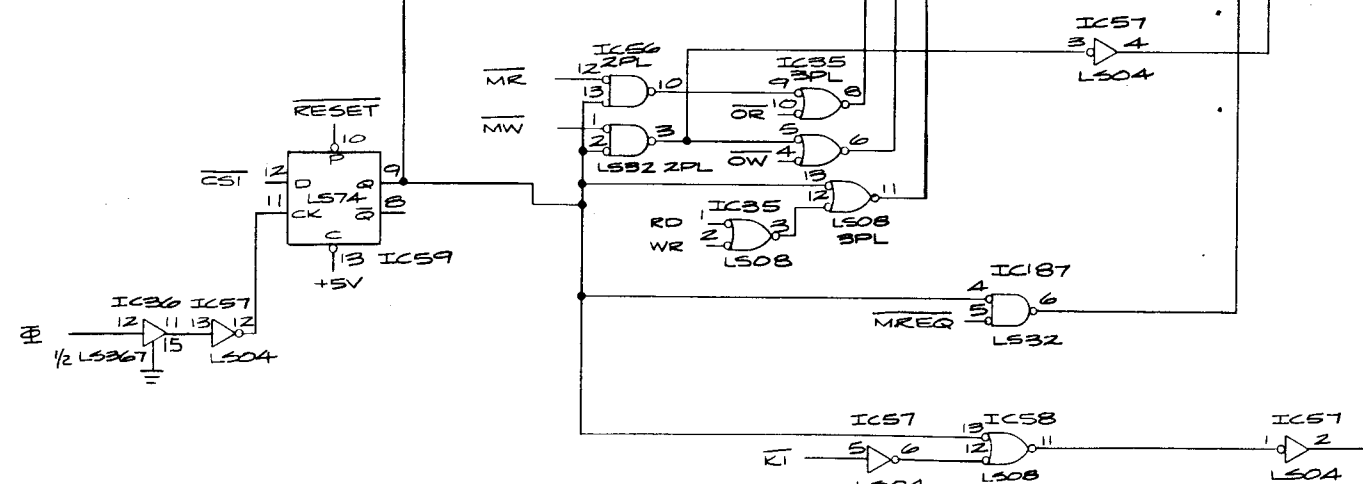 IC57
3 4
LS04
IC56
2PL
MR
12
13
10
IC35
3PL
9
10
8
OR
MW
1
2
3
LS32 2PL
5
4
6
OW
13
12
11
LS08
3PL
IC35
RD 1
WR 2
3
LS08
RESET
10
P
CS1
12
D
Q
9
LS74
11
CK
Q
8
C
13
IC59
+5V
IC36
IC57
Φ
12
11
13
12
15
1/2 LS367
LS04
IC187
4
5
6
MREQ
LS32
IC57
IC58
IC57
K1
5
6
13
12
11
1
2
LS04
LS08
LS04